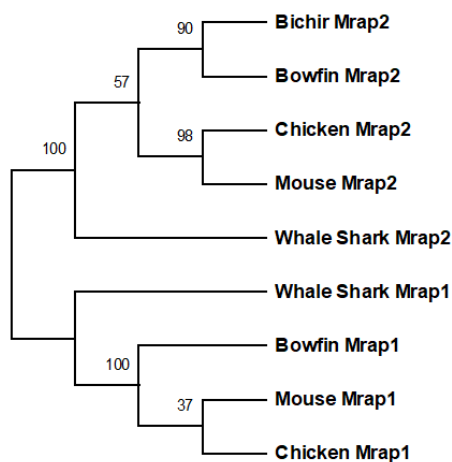 Bichir Mrap2
90
Bowfin Mrap2
57
Chicken Mrap2
98
100
Mouse Mrap2
Whale Shark Mrap2
Whale Shark Mrap1
Bowfin Mrap1
100
Mouse Mrap1
37
Chicken Mrap1